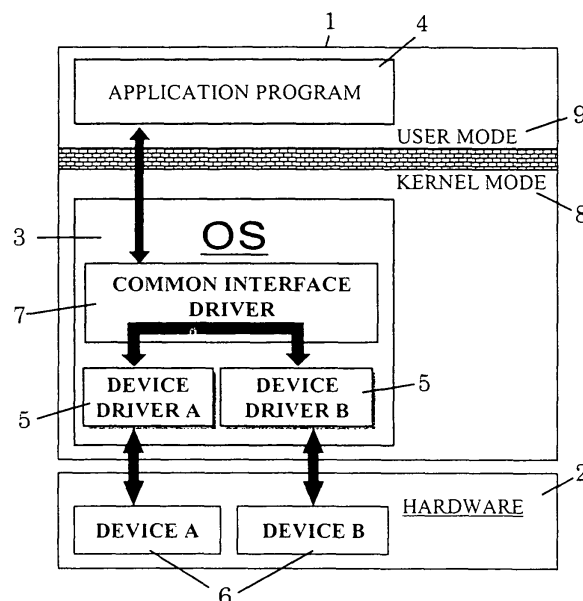 1
4
APPLICATION PROGRAM
9
USER MODE
KERNEL MODE
8
3
OS
COMMON INTERFACE
DRIVER
7
DEVICE
DRIVER A
DEVICE
DRIVER B
5
5
2
HARDWARE
DEVICE A
DEVICE B
6